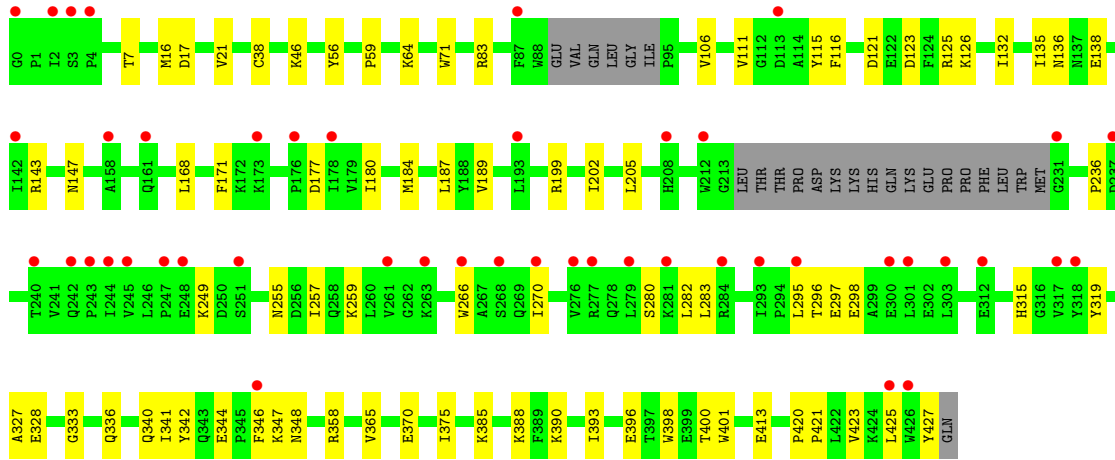 G0 P1 I2 S3 P4 T7 M16 D17 V21 C38 K46 Y56 P59 K64 W71 R83 F87 W88 GLU VAL GLN LEU GLY ILE P95 V106 V111 G112 D113 A114 Y115 F116 D121 E122 D123 F124 R125 K126 I132 I135 N136 N137 E138
I142 R143 N147 A158 Q161 L168 F171 K172 K173 P176 D177 I178 V179 I180 M184 L187 Y188 V189 L193 R199 I202 L205 H208 W212 G213 LEU THR THR PRO ASP LYS LYS HIS GLN LYS GLU PRO PRO PHE LEU TRP MET G231 P236 D237
T240 V241 Q242 P243 I244 V245 L246 P247 E248 K249 D250 S251 N255 D256 I257 Q258 K259 L260 V261 G262 K263 W266 A267 S268 Q269 I270 V276 R277 Q278 L279 S280 K281 L282 L283 R284 I293 P294 L295 T296 E297 E298 A299 E300 L301 E302 L303 E312 H315 G316 V317 Y318 Y319
A327 E328 G333 Q336 Q340 I341 Y342 Q343 E344 P345 F346 K347 N348 R358 V365 E370 I375 K385 K388 F389 K390 I393 E396 T397 W398 E399 T400 W401 E413 P420 P421 L422 V423 K424 L425 W426 Y427 GLN